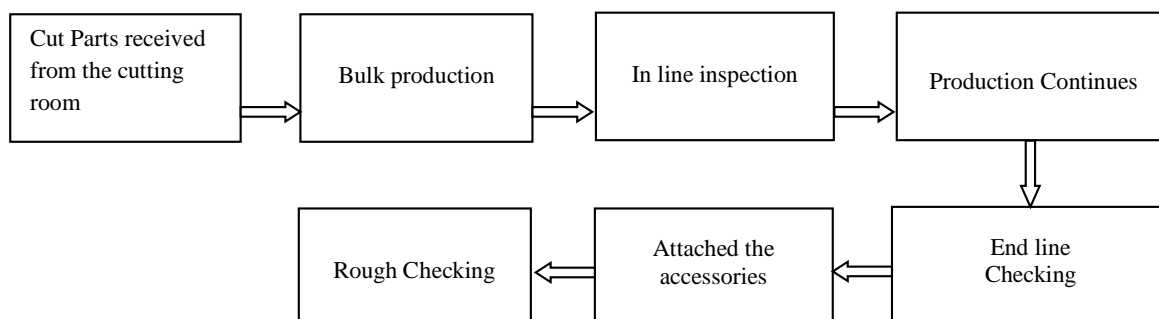 Cut Parts received
from the cutting
room
Bulk production
In line inspection
Production Continues
End line
Checking
Attached the
accessories
Rough Checking